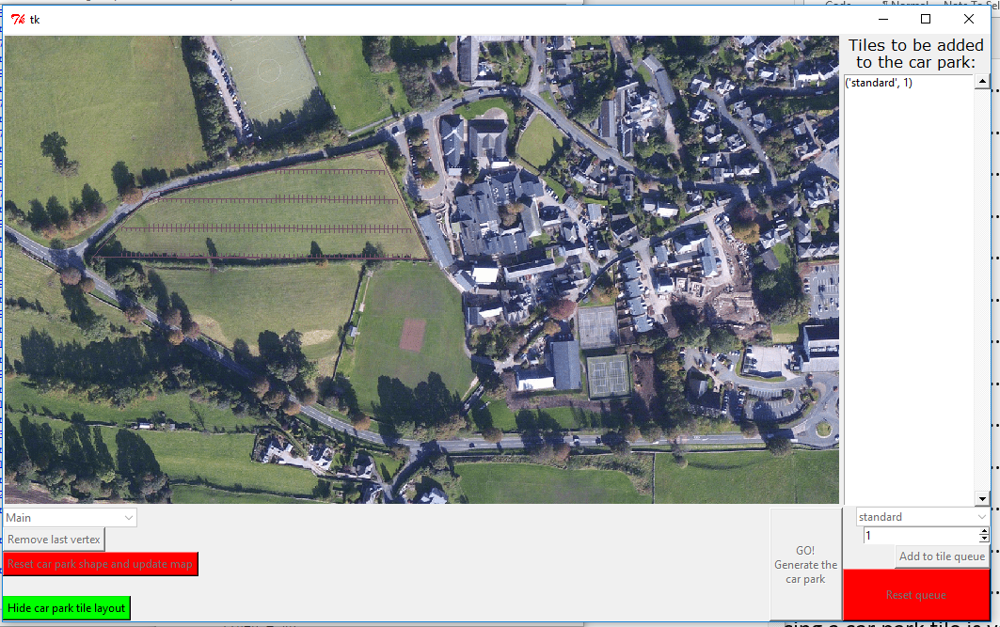 tk
Tiles to be added
to the car park:
('standard', 1)
Main
Remove last vertex
Reset car park shape and update map
Hide car park tile layout
GO!
Generate the
car park
standard
1
Add to tile queue
Reset queue